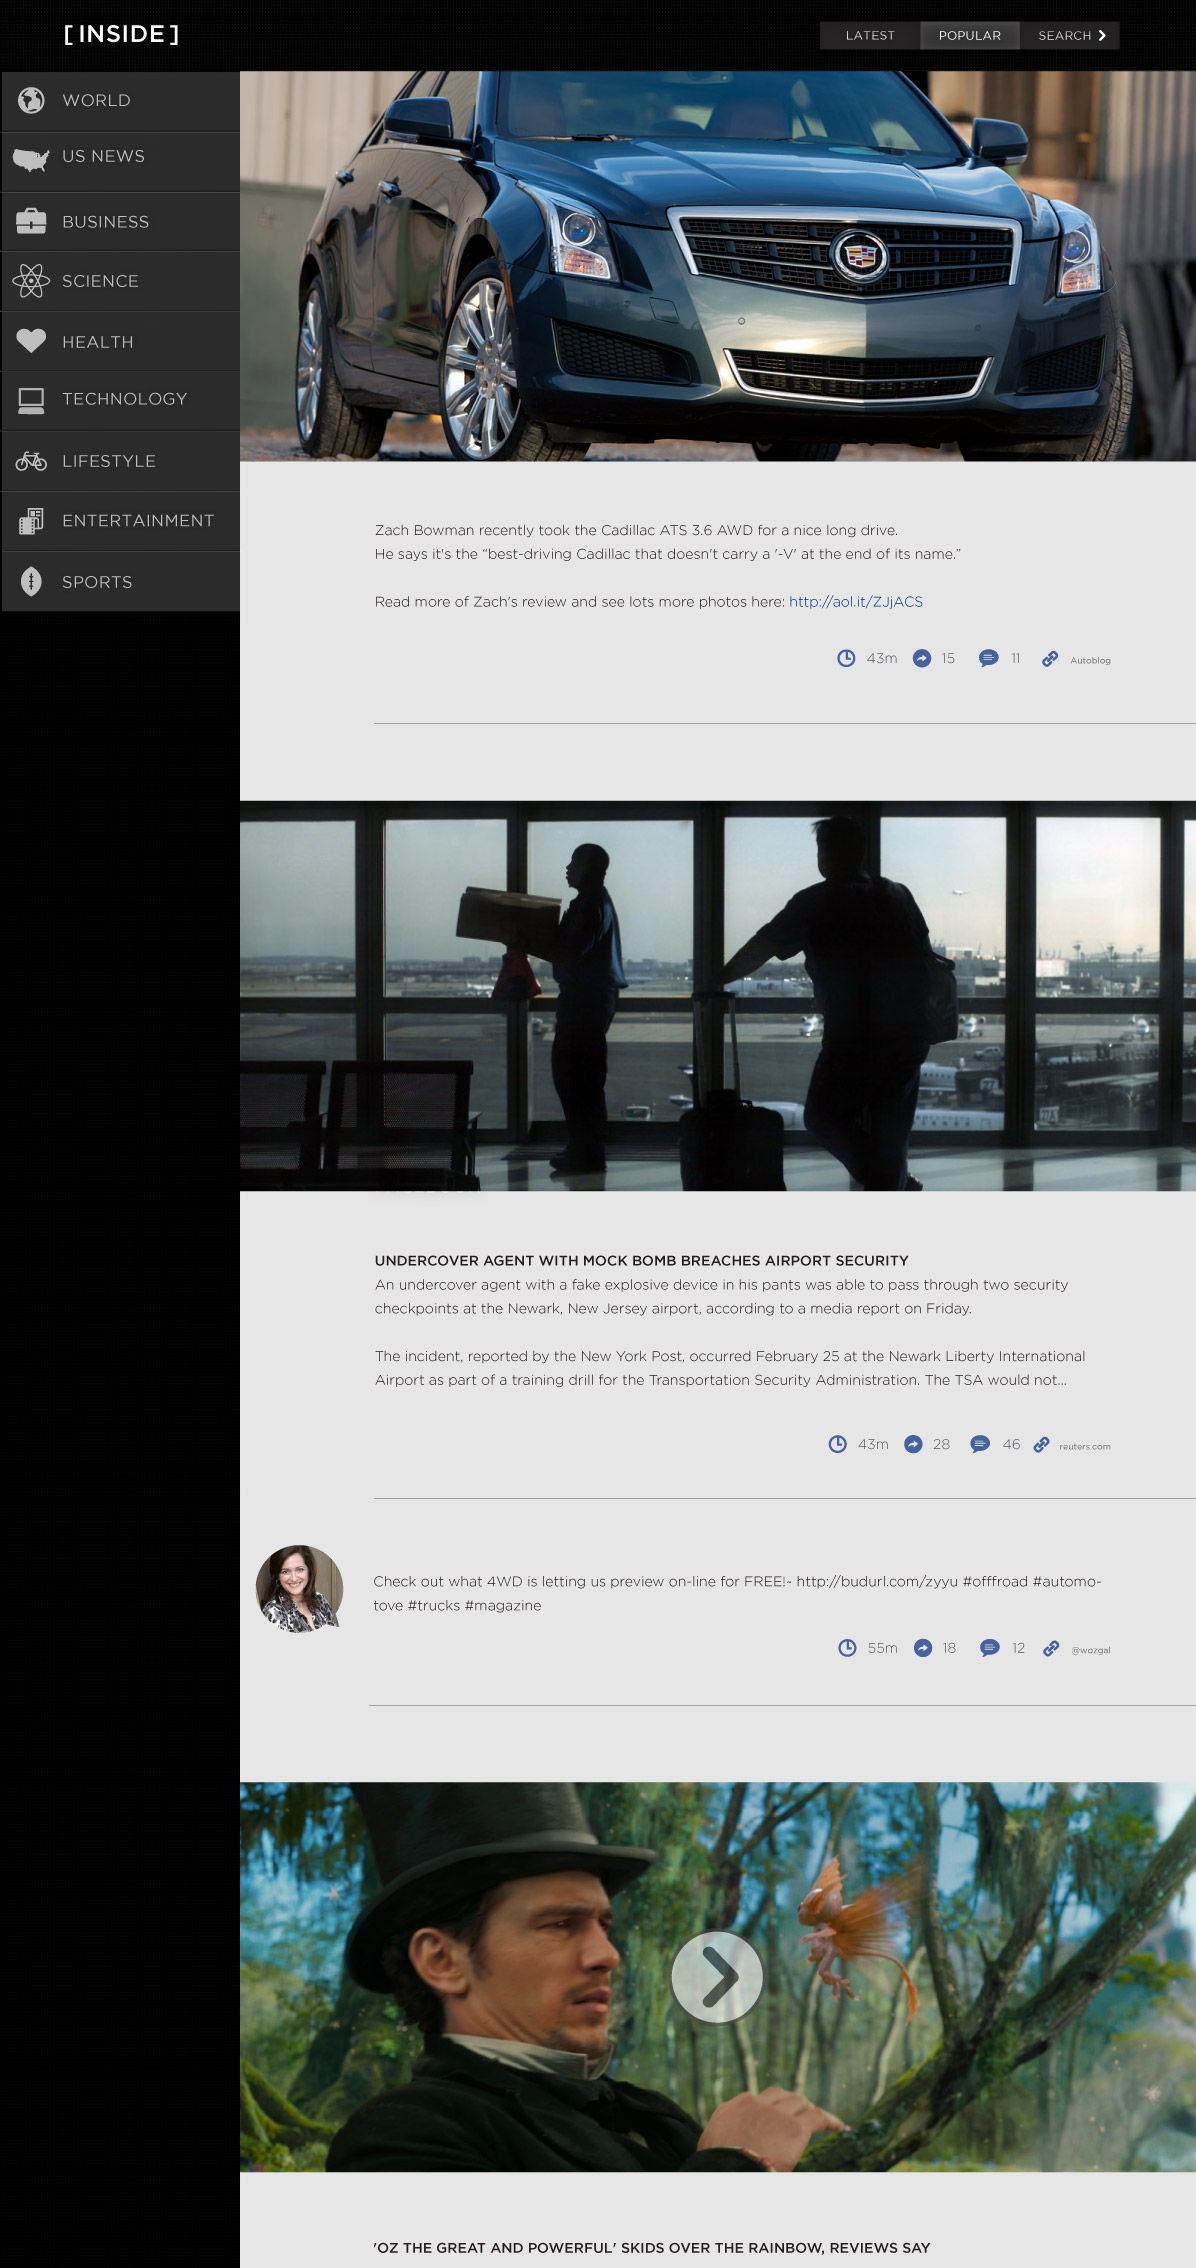 [ INSIDE ]
LATEST
POPULAR
SEARCH
WORLD
US NEWS
BUSINESS
SCIENCE
HEALTH
TECHNOLOGY
LIFESTYLE
ENTERTAINMENT
SPORTS
Zach Bowman recently took the Cadillac ATS 3.6 AWD for a nice long drive.
He says it's the “best-driving Cadillac that doesn't carry a '-V' at the end of its name.”
Read more of Zach's review and see lots more photos here: http://aol.it/ZJjACS
43m 15 11 Autoblog
UNDERCOVER AGENT WITH MOCK BOMB BREACHES AIRPORT SECURITY
An undercover agent with a fake explosive device in his pants was able to pass through two security
checkpoints at the Newark, New Jersey airport, according to a media report on Friday.
The incident, reported by the New York Post, occurred February 25 at the Newark Liberty International
Airport as part of a training drill for the Transportation Security Administration. The TSA would not...
43m 28 46 reuters.com
Check out what 4WD is letting us preview on-line for FREE!- http://budurl.com/zyyu #offfroad #automo-
tove #trucks #magazine
55m 18 12 @wozgal
'OZ THE GREAT AND POWERFUL' SKIDS OVER THE RAINBOW, REVIEWS SAY